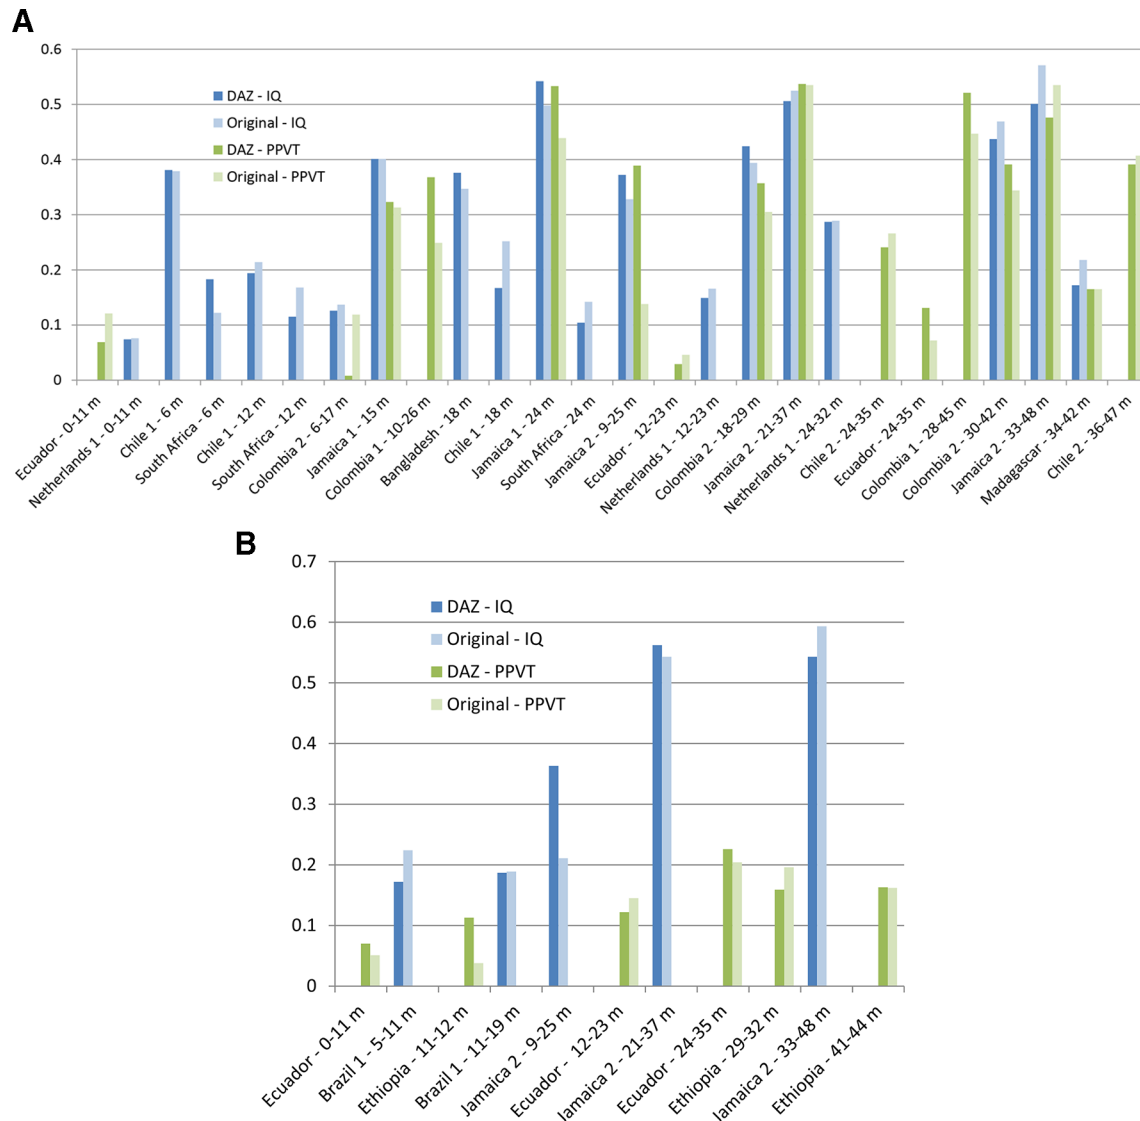 A
0.6
0.5
0.4
0.3
0.2
0.1
0
DAZ - IQ
Original - IQ
DAZ - PPVT
Original - PPVT
Ecuador - 0-11 m
Netherlands 1 - 0-11 m
Chile 1 - 6 m
South Africa - 6 m
Chile 1 - 12 m
South Africa - 12 m
Colombia 2 - 6-17 m
Jamaica 1 - 15 m
Colombia 1 - 10-26 m
Bangladesh - 18 m
Chile 1 - 18 m
Jamaica 1 - 24 m
South Africa - 24 m
Jamaica 2 - 9-25 m
Ecuador - 12-23 m
Netherlands 1 - 12-23 m
Colombia 2 - 18-29 m
Jamaica 2 - 21-37 m
Netherlands 1 - 24-32 m
Chile 2 - 24-35 m
Ecuador - 24-35 m
Colombia 1 - 28-45 m
Colombia 2 - 30-42 m
Jamaica 2 - 33-48 m
Madagascar - 34-42 m
Chile 2 - 36-47 m
B
0.7
0.6
0.5
0.4
0.3
0.2
0.1
0
DAZ - IQ
Original - IQ
DAZ - PPVT
Original - PPVT
Ecuador - 0-11 m
Brazil 1 - 5-11 m
Ethiopia - 11-12 m
Brazil 1 - 11-19 m
Jamaica 2 - 9-25 m
Ecuador - 12-23 m
Jamaica 2 - 21-37 m
Ecuador - 24-35 m
Ethiopia - 29-32 m
Jamaica 2 - 33-48 m
Ethiopia - 41-44 m